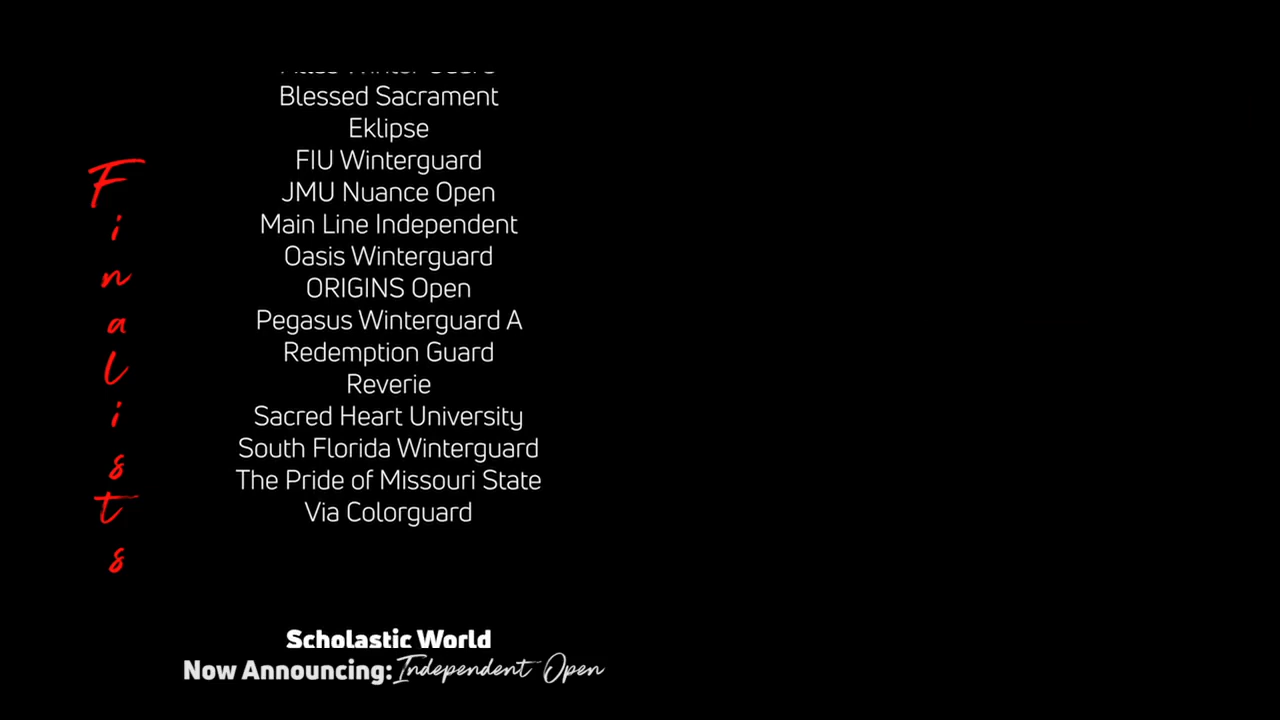 Blessed Sacrament
Eklipse
FIU Winterguard
JMU Nuance Open
Main Line Independent
Oasis Winterguard
ORIGINS Open
Pegasus Winterguard A
Redemption Guard
Reverie
Sacred Heart University
South Florida Winterguard
The Pride of Missouri State
Via Colorguard
Finalists
Scholastic World
Now Announcing: Independent Open